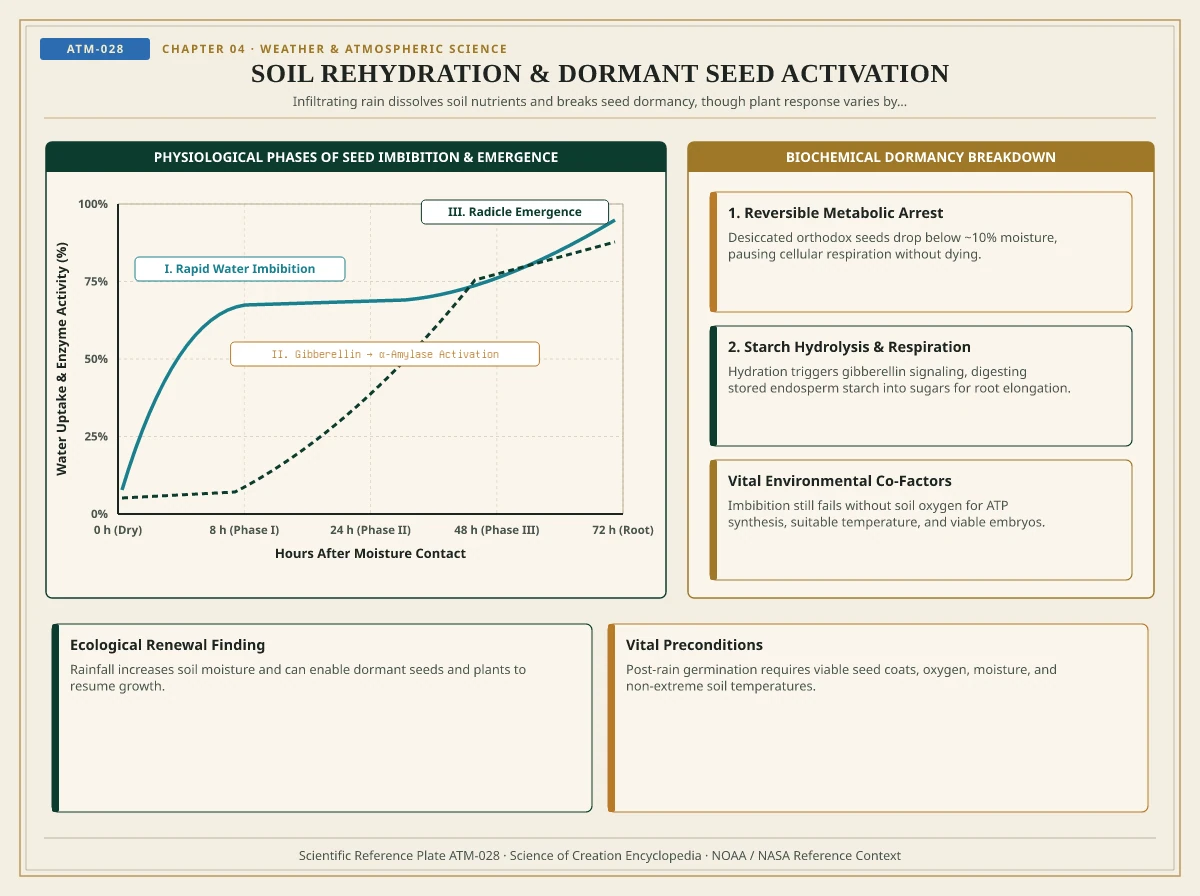 ATM-028
CHAPTER 04 · WEATHER & ATMOSPHERIC SCIENCE
SOIL REHYDRATION & DORMANT SEED ACTIVATION
Infiltrating rain dissolves soil nutrients and breaks seed dormancy, though plant response varies by...
PHYSIOLOGICAL PHASES OF SEED IMBIBITION & EMERGENCE
Water Uptake & Enzyme Activity (%)
100%
75%
50%
25%
0%
III. Radicle Emergence
I. Rapid Water Imbibition
II. Gibberellin → α-Amylase Activation
0 h (Dry)
8 h (Phase I)
24 h (Phase II)
48 h (Phase III)
72 h (Root)
Hours After Moisture Contact
BIOCHEMICAL DORMANCY BREAKDOWN
1. Reversible Metabolic Arrest
Desiccated orthodox seeds drop below ~10% moisture,
pausing cellular respiration without dying.
2. Starch Hydrolysis & Respiration
Hydration triggers gibberellin signaling, digesting
stored endosperm starch into sugars for root elongation.
Vital Environmental Co-Factors
Imbibition still fails without soil oxygen for ATP
synthesis, suitable temperature, and viable embryos.
Ecological Renewal Finding
Rainfall increases soil moisture and can enable dormant seeds and plants to
resume growth.
Vital Preconditions
Post-rain germination requires viable seed coats, oxygen, moisture, and
non-extreme soil temperatures.
Scientific Reference Plate ATM-028 · Science of Creation Encyclopedia · NOAA / NASA Reference Context